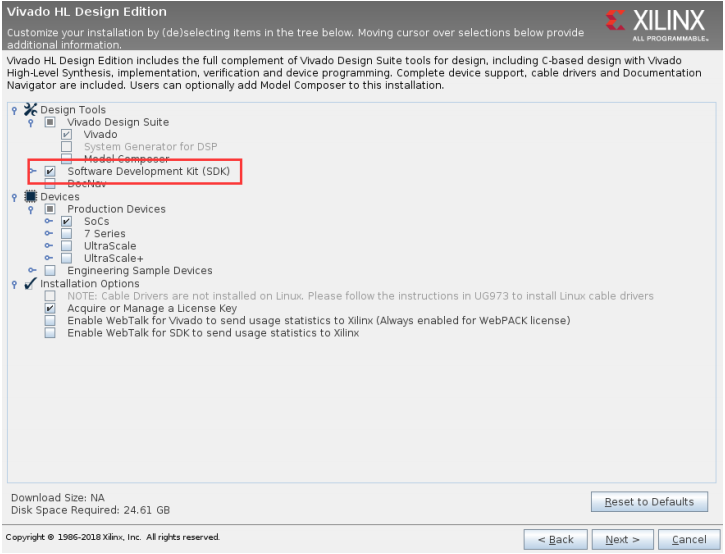 Vivado HL Design Edition
Customize your installation by (de)selecting items in the tree below. Moving cursor over selections below provide
additional information.
XILINX
ALL PROGRAMMABLE.
Vivado HL Design Edition includes the full complement of Vivado Design Suite tools for design, including C-based design with Vivado
High-Level Synthesis, implementation, verification and device programming. Complete device support, cable drivers and Documentation
Navigator are included. Users can optionally add Model Composer to this installation.
Design Tools
Vivado Design Suite
Vivado
System Generator for DSP
Model Composer
Software Development Kit (SDK)
DocNav
Devices
Production Devices
SoCs
7 Series
UltraScale
UltraScale+
Engineering Sample Devices
Installation Options
NOTE: Cable Drivers are not installed on Linux. Please follow the instructions in UG973 to install Linux cable drivers
Acquire or Manage a License Key
Enable WebTalk for Vivado to send usage statistics to Xilinx (Always enabled for WebPACK license)
Enable WebTalk for SDK to send usage statistics to Xilinx
Download Size: NA
Disk Space Required: 24.61 GB
Reset to Defaults
Copyright © 1986-2018 Xilinx, Inc. All rights reserved.
< Back
Next >
Cancel